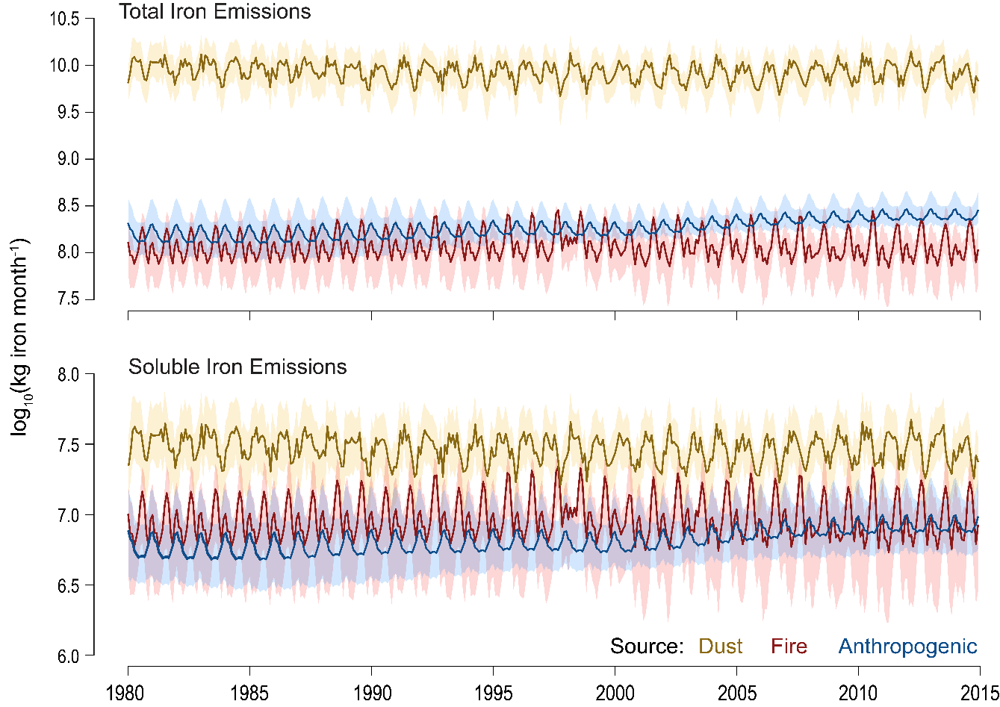 Total Iron Emissions
10.5
10.0
9.5
9.0
8.5
8.0
7.5
log10(kg iron month-1)
Soluble Iron Emissions
8.0
7.5
7.0
6.5
6.0
Source: Dust Fire Anthropogenic
1980 1985 1990 1995 2000 2005 2010 2015